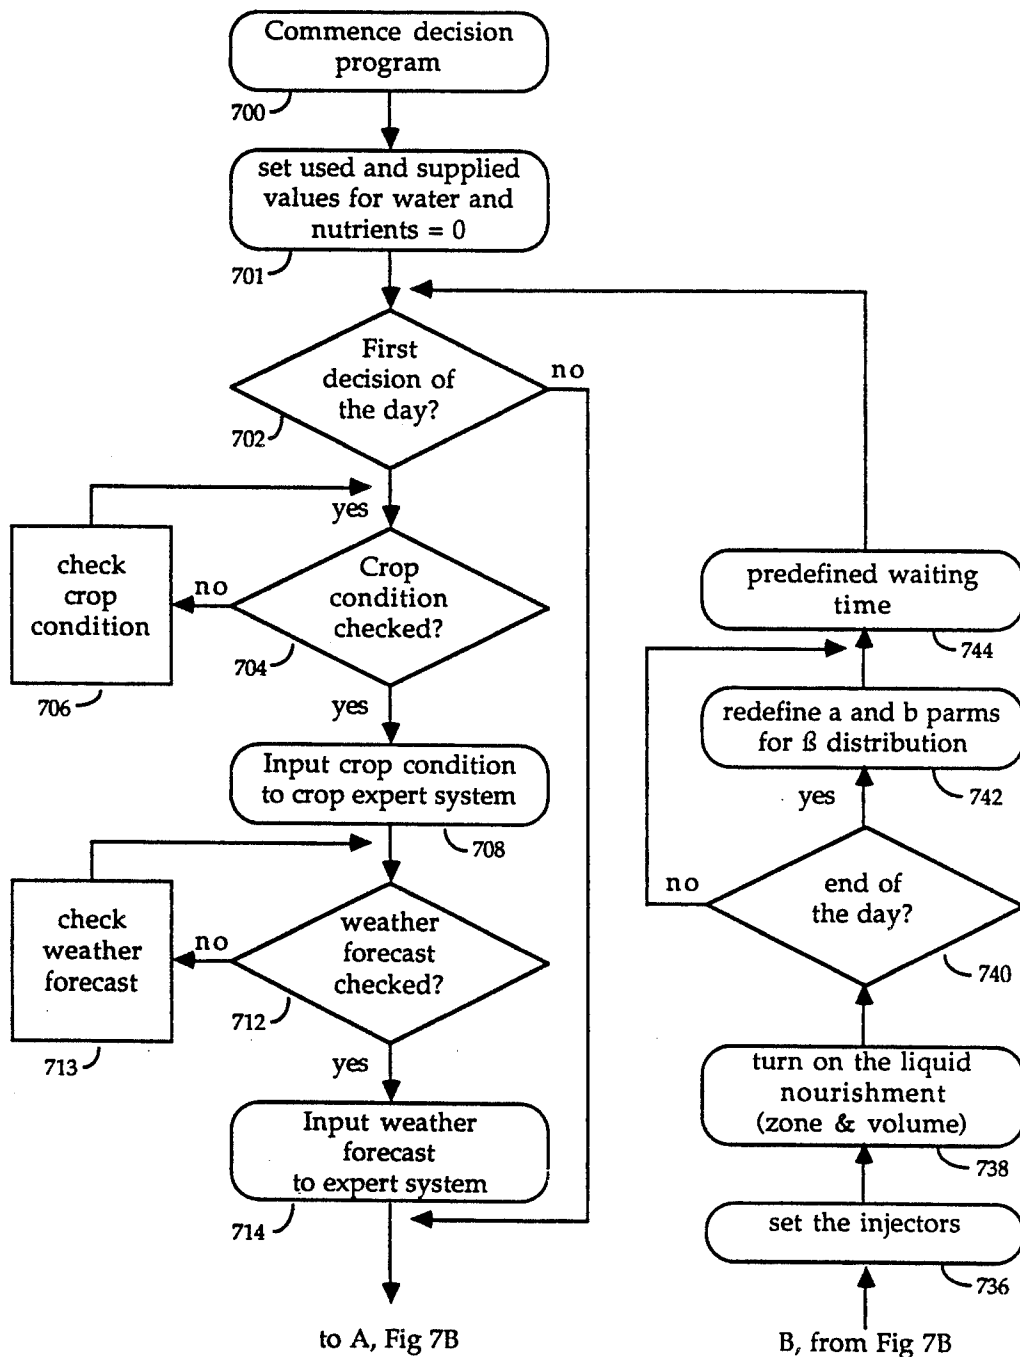 Commence decision
program
700
set used and supplied
values for water and
nutrients = 0
701
First
decision of
the day?
no
702
yes
check
crop
condition
no
Crop
condition
checked?
706
704
yes
Input crop condition
to crop expert system
708
check
weather
forecast
no
weather
forecast
checked?
713
712
yes
Input weather
forecast
to expert system
714
to A, Fig 7B
predefined waiting
time
744
redefine a and b parms
for ß distribution
yes
742
no
end of
the day?
740
turn on the liquid
nourishment
(zone & volume)
738
set the injectors
736
B, from Fig 7B